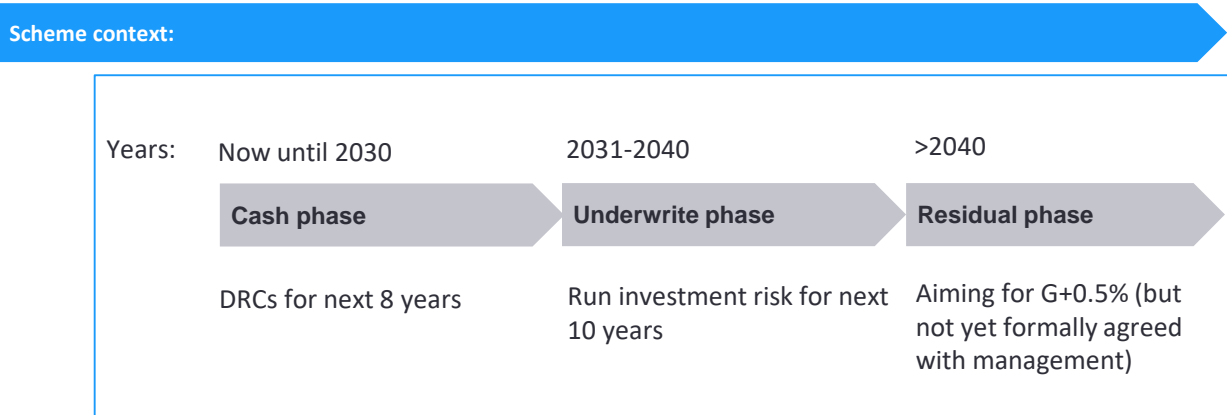 Scheme context:
Years: Now until 2030 2031-2040 >2040
Cash phase Underwrite phase Residual phase
DRCs for next 8 years
Run investment risk for next
10 years
Aiming for G+0.5% (but
not yet formally agreed
with management)